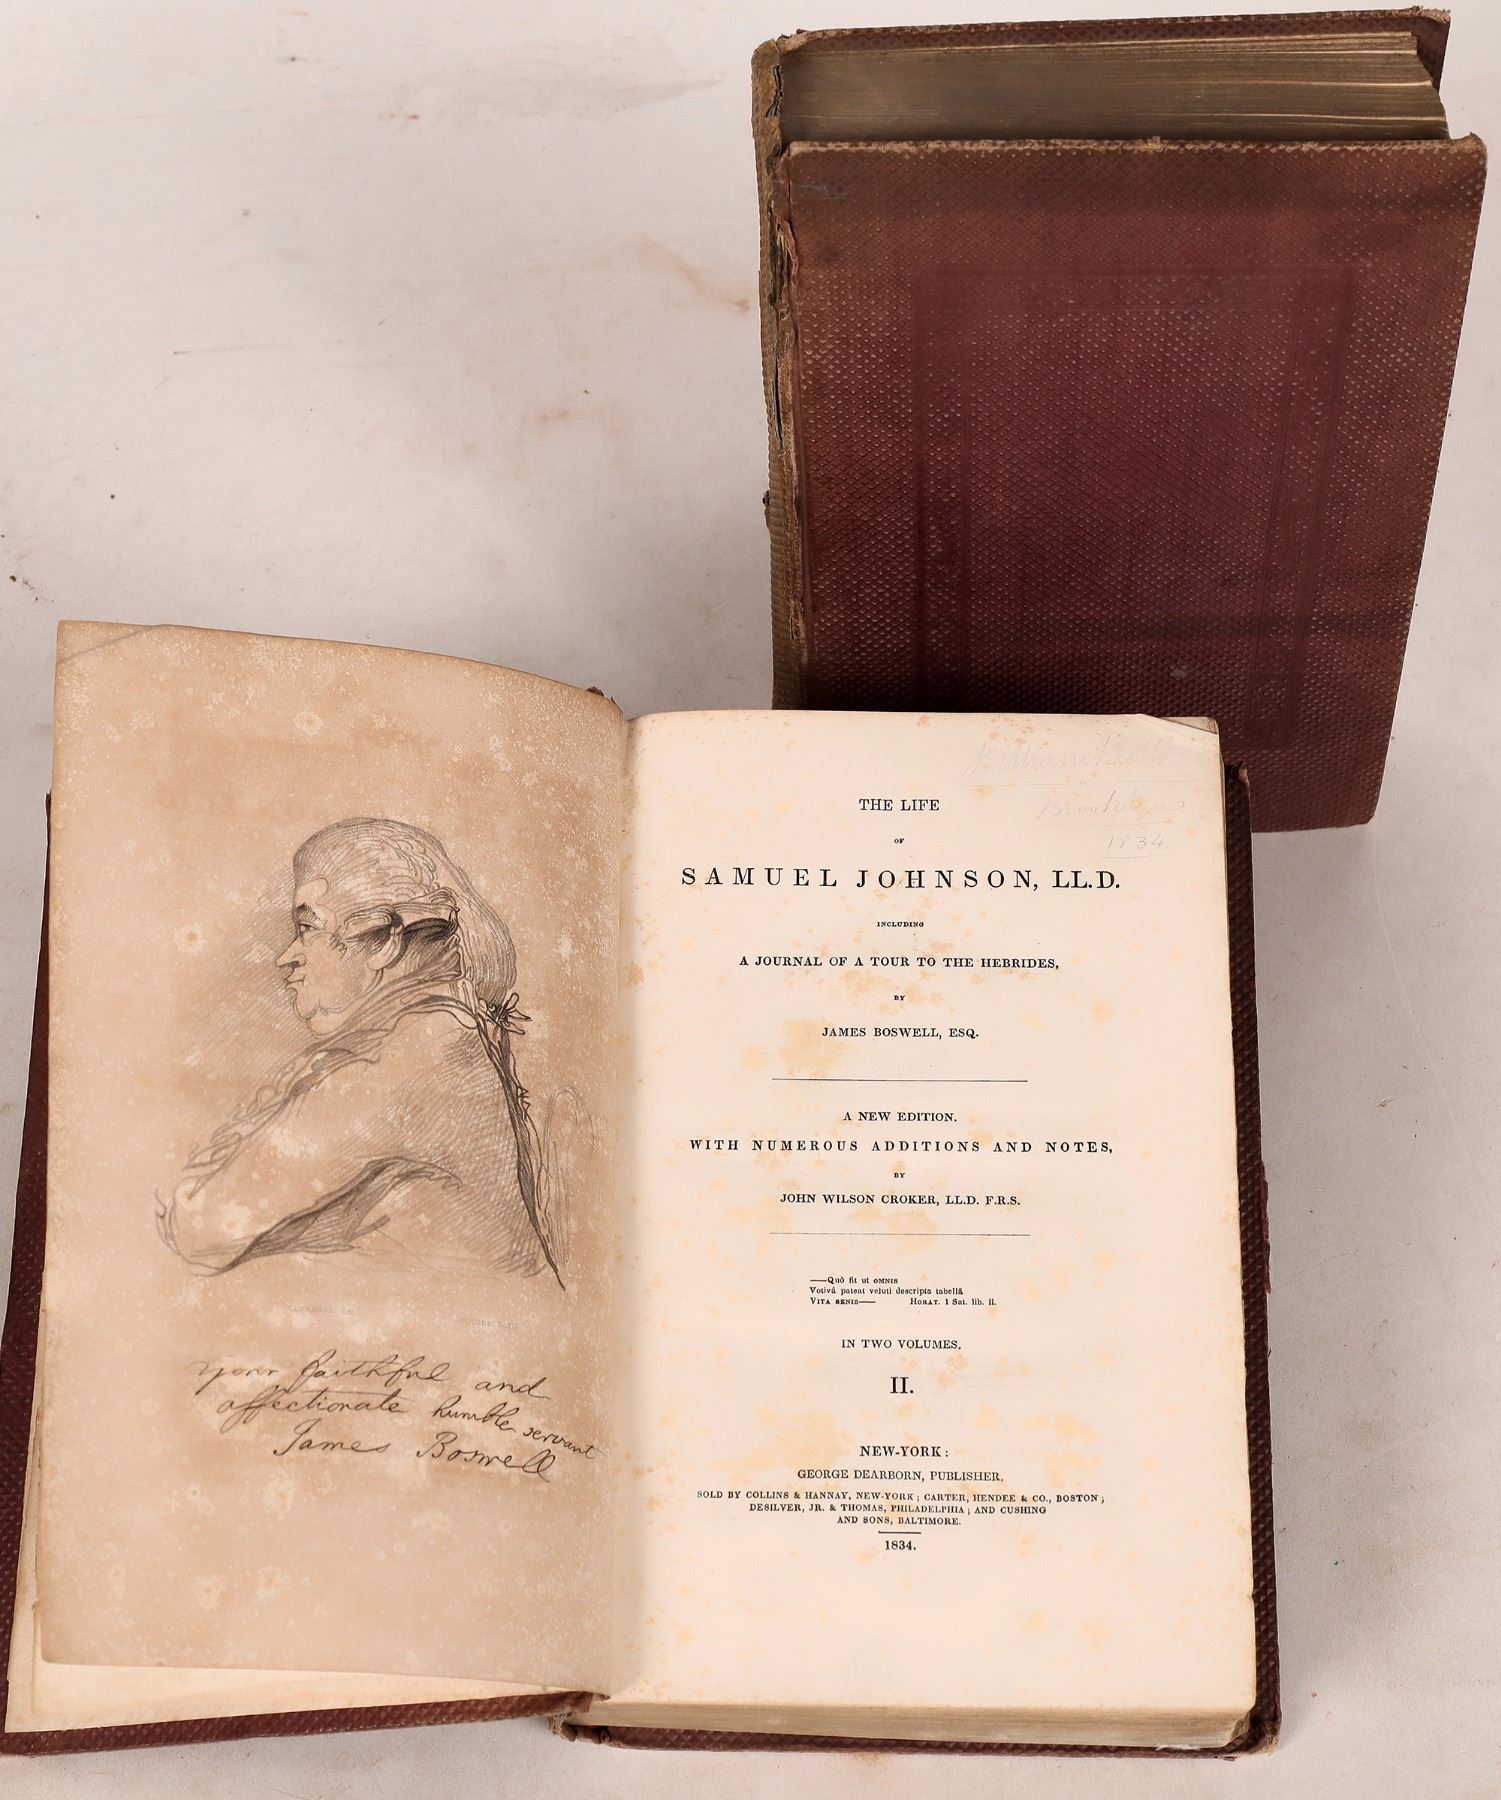 your faithful and
affectionate humble servant
James Boswell
William Betts
Brooklyn
1834
THE LIFE
OF
SAMUEL JOHNSON, LL.D.
INCLUDING
A JOURNAL OF A TOUR TO THE HEBRIDES,
BY
JAMES BOSWELL, ESQ.
A NEW EDITION.
WITH NUMEROUS ADDITIONS AND NOTES,
BY
JOHN WILSON CROKER, LL.D. F.R.S.
——Quò fit ut OMNIS
Votivâ pateat veluti descripta tabellâ
VITA SENIS—— HORAT. 1 Sat. lib. ii.
IN TWO VOLUMES.
II.
NEW-YORK:
GEORGE DEARBORN, PUBLISHER.
SOLD BY COLLINS & HANNAY, NEW-YORK; CARTER, HENDEE & CO., BOSTON;
DESILVER, JR. & THOMAS, PHILADELPHIA; AND CUSHING
AND SONS, BALTIMORE.
1834.